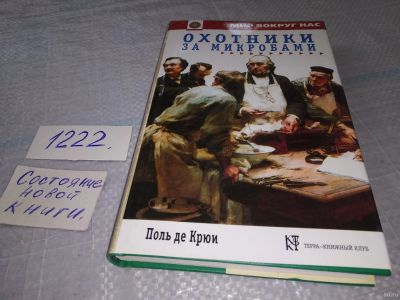 МИР ВОКРУГ НАС
ОХОТНИКИ
ЗА МИКРОБАМИ
1222.
Состояние
новой
книги.
Поль де Крюи
ТЕРРА–КНИЖНЫЙ КЛУБ